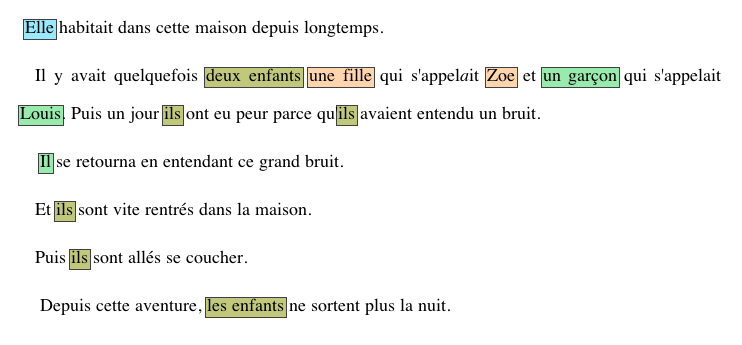 Elle habitait dans cette maison depuis longtemps.
Il y avait quelquefois deux enfants une fille qui s'appelait Zoe et un garçon qui s'appelait
Louis. Puis un jour ils ont eu peur parce qu ils avaient entendu un bruit.
Il se retourna en entendant ce grand bruit.
Et ils sont vite rentrés dans la maison.
Puis ils sont allés se coucher.
Depuis cette aventure, les enfants ne sortent plus la nuit.